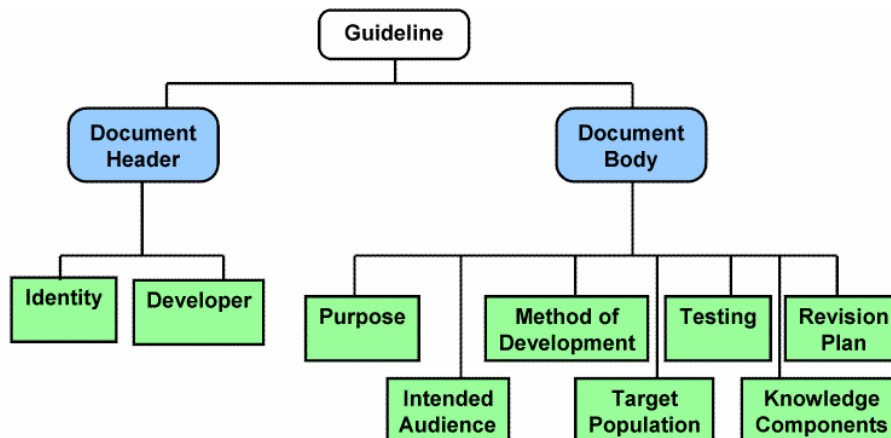 Guideline
Document
Header
Document
Body
Identity
Developer
Purpose
Method of
Development
Testing
Revision
Plan
Intended
Audience
Target
Population
Knowledge
Components